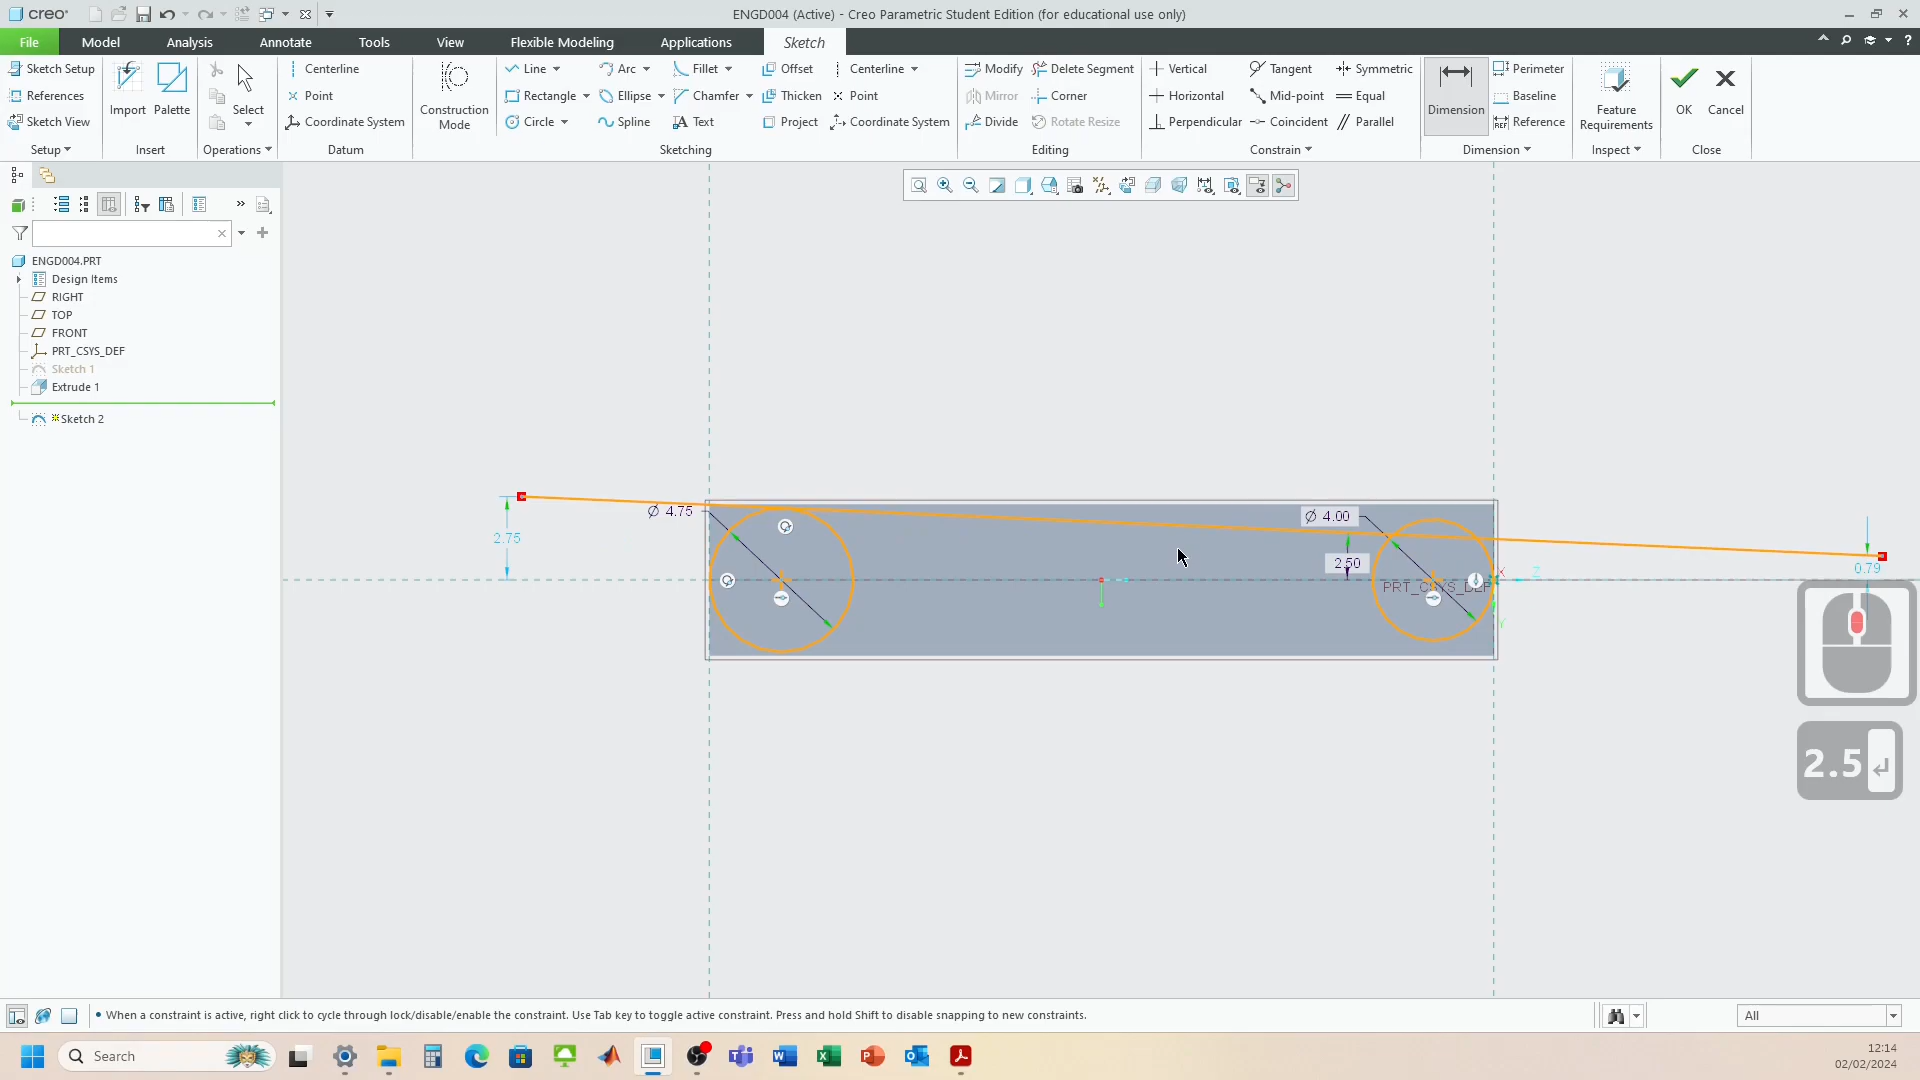 creo
ENGD004 (Active) - Creo Parametric Student Edition (for educational use only)
File
Model
Analysis
Annotate
Tools
View
Flexible Modeling
Applications
Sketch
Sketch Setup
References
Sketch View
Setup
Import
Palette
Insert
Select
Operations
Centerline
Point
Coordinate System
Datum
Construction
Mode
Line
Rectangle
Circle
Arc
Ellipse
Spline
Fillet
Chamfer
Text
Offset
Thicken
Project
Centerline
Point
Coordinate System
Sketching
Modify
Mirror
Divide
Delete Segment
Corner
Rotate Resize
Editing
Vertical
Horizontal
Perpendicular
Tangent
Mid-point
Coincident
Symmetric
Equal
Parallel
Constrain
Dimension
Perimeter
Baseline
Reference
Dimension
Feature
Requirements
Inspect
OK
Cancel
Close
ENGD004.PRT
Design Items
RIGHT
TOP
FRONT
PRT_CSYS_DEF
Sketch 1
Extrude 1
Sketch 2
2.75
Ø 4.75
Ø 4.00
2.50
PRT_CSYS_DEF
X
Z
Y
0.79
2.5
When a constraint is active, right click to cycle through lock/disable/enable the constraint. Use Tab key to toggle active constraint. Press and hold Shift to disable snapping to new constraints.
All
Search
12:14
02/02/2024